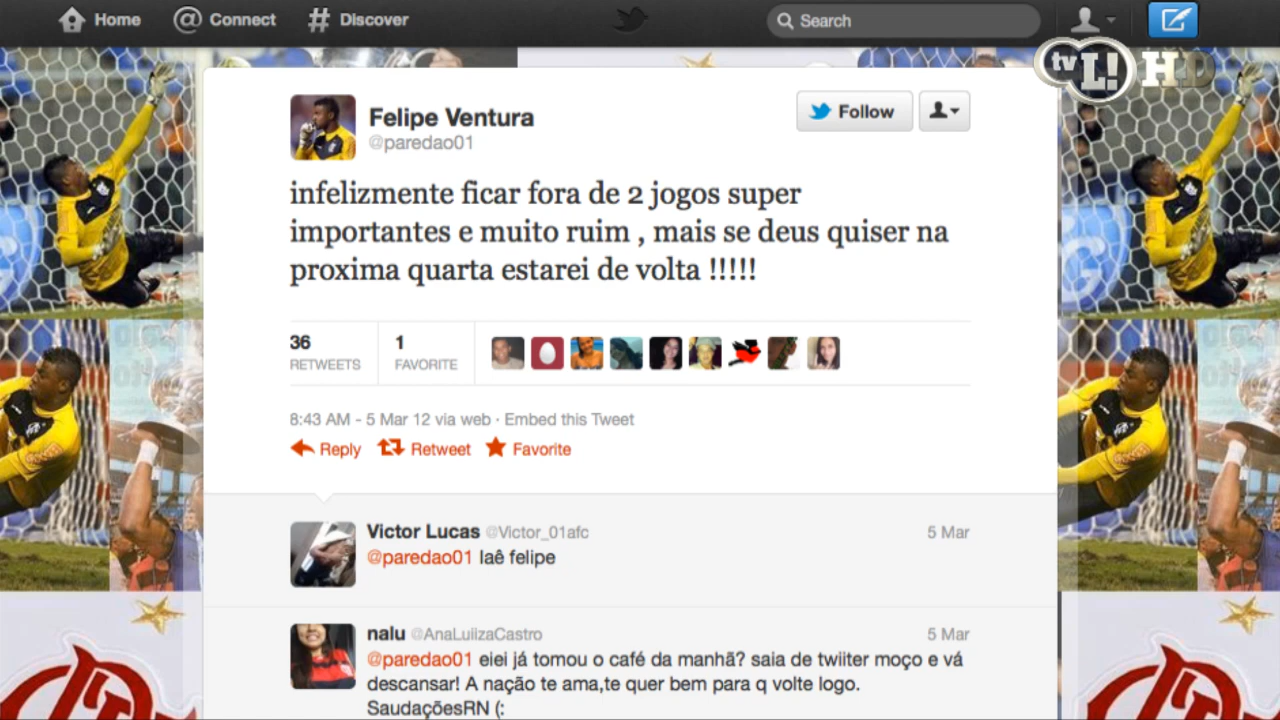 Home Connect Discover Search
tv L! HD
Felipe Ventura
@paredao01
Follow
infelizmente ficar fora de 2 jogos super
importantes e muito ruim , mais se deus quiser na
proxima quarta estarei de volta !!!!!
36 1
RETWEETS FAVORITE
8:43 AM - 5 Mar 12 via web · Embed this Tweet
Reply Retweet Favorite
Victor Lucas @Victor_01afc 5 Mar
@paredao01 Iaê felipe
nalu @AnaLuiizaCastro 5 Mar
@paredao01 eiei já tomou o café da manhã? saia de twiiter moço e vá
descansar! A nação te ama,te quer bem para q volte logo.
SaudaçõesRN (: